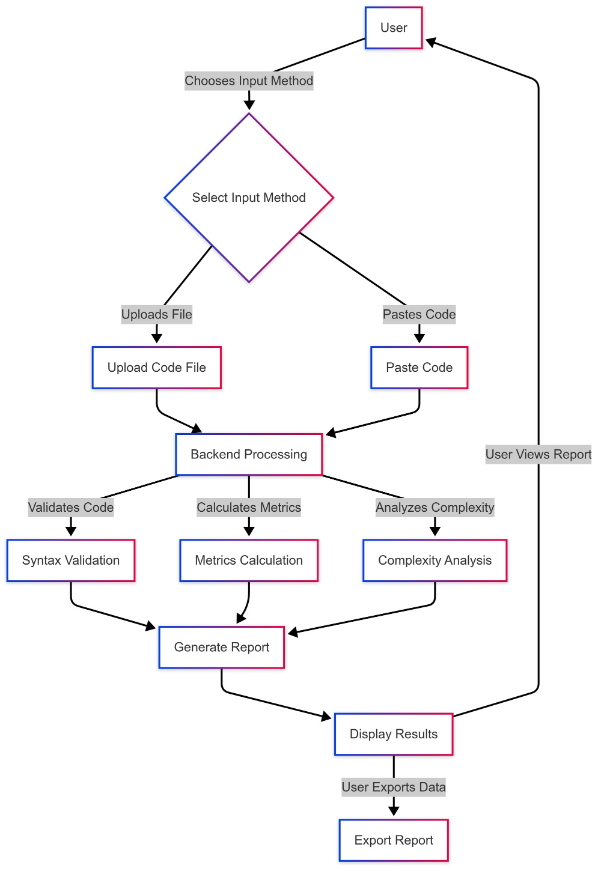 User
Chooses Input Method
Select Input Method
Uploads File
Pastes Code
Upload Code File
Paste Code
Backend Processing
User Views Report
Validates Code
Calculates Metrics
Analyzes Complexity
Syntax Validation
Metrics Calculation
Complexity Analysis
Generate Report
Display Results
User Exports Data
Export Report